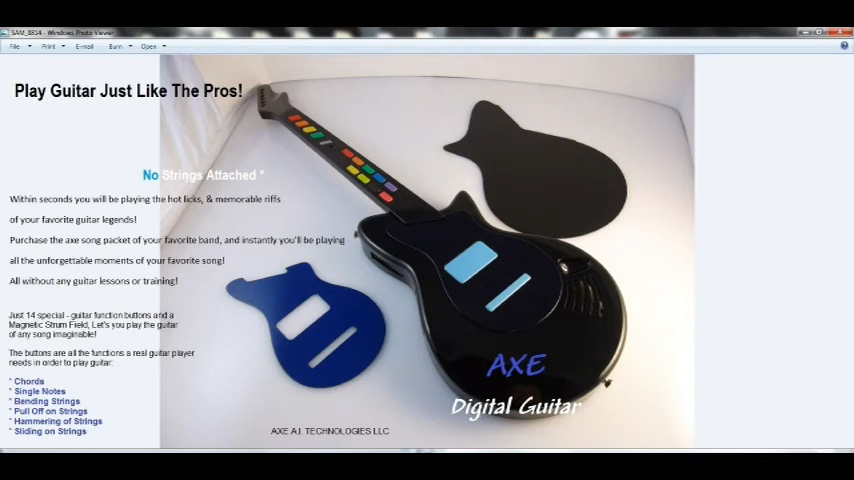 SAM_0834 - Windows Photo Viewer
File Print E-mail Burn Open
Play Guitar Just Like The Pros!
No Strings Attached *
Within seconds you will be playing the hot licks, & memorable riffs
of your favorite guitar legends!
Purchase the axe song packet of your favorite band, and instantly you'll be playing
all the unforgettable moments of your favorite song!
All without any guitar lessons or training!
Just 14 special - guitar function buttons and a
Magnetic Strum Field, Let's you play the guitar
of any song imaginable!
The buttons are all the functions a real guitar player
needs in order to play guitar:
* Chords
* Single Notes
* Bending Strings
* Pull Off on Strings
* Hammering of Strings
* Sliding on Strings
AXE
Digital Guitar
AXE A.I. TECHNOLOGIES LLC